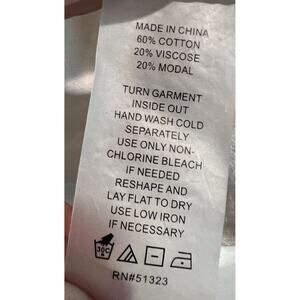 MADE IN CHINA
60% COTTON
20% VISCOSE
20% MODAL
TURN GARMENT
INSIDE OUT
HAND WASH COLD
SEPARATELY
USE ONLY NON-
CHLORINE BLEACH
IF NEEDED
RESHAPE AND
LAY FLAT TO DRY
USE LOW IRON
IF NECESSARY
30C
RN#51323